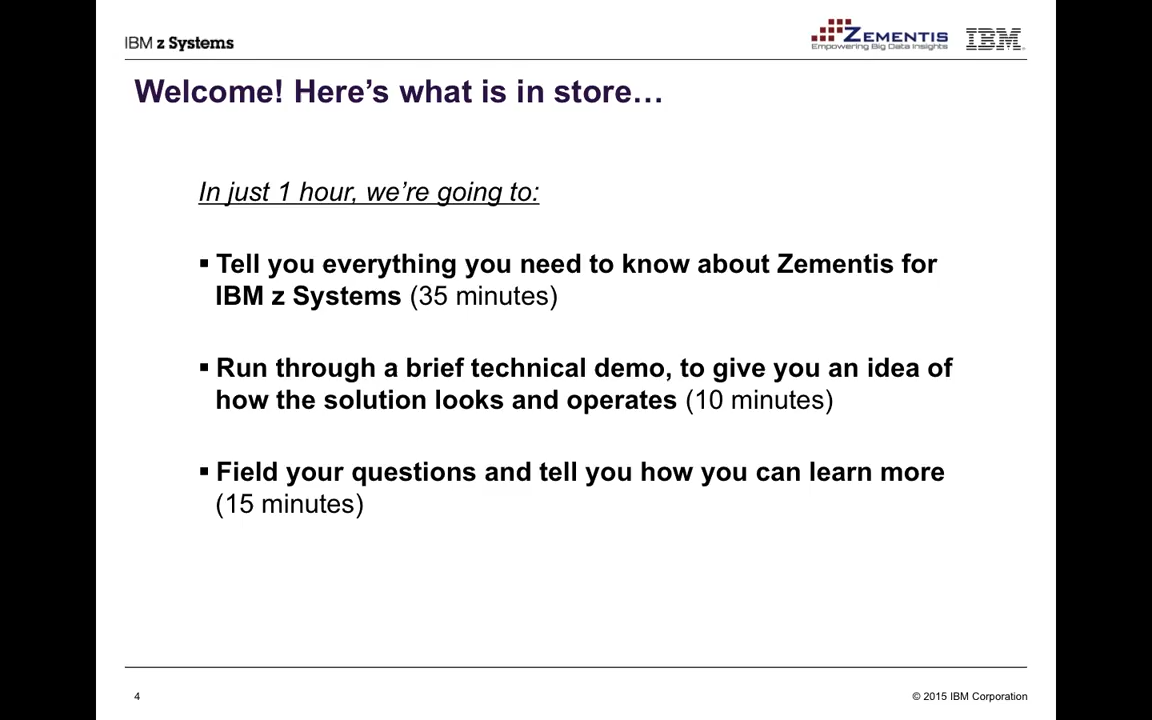 IBM z Systems
ZEMENTIS
Empowering Big Data Insights
IBM
Welcome! Here’s what is in store…
In just 1 hour, we’re going to:
▪ Tell you everything you need to know about Zementis for
IBM z Systems (35 minutes)
▪ Run through a brief technical demo, to give you an idea of
how the solution looks and operates (10 minutes)
▪ Field your questions and tell you how you can learn more
(15 minutes)
4
© 2015 IBM Corporation